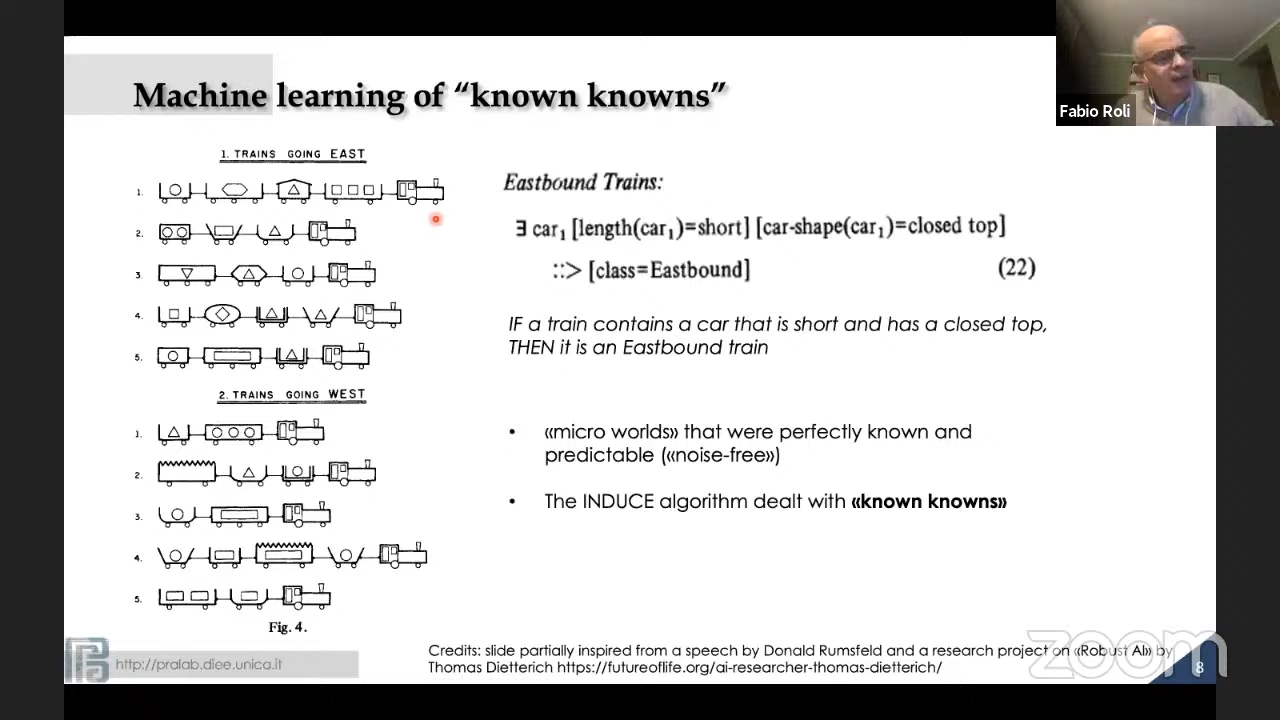 Machine learning of “known knowns”
Fabio Roli
1. TRAINS GOING EAST
1.
2.
3.
4.
5.
2. TRAINS GOING WEST
1.
2.
3.
4.
5.
Fig. 4.
Eastbound Trains:
∃ car₁ [length(car₁)=short] [car-shape(car₁)=closed top]
::> [class=Eastbound] (22)
IF a train contains a car that is short and has a closed top,
THEN it is an Eastbound train
• «micro worlds» that were perfectly known and
predictable («noise-free»)
• The INDUCE algorithm dealt with «known knowns»
http://pralab.diee.unica.it
Credits: slide partially inspired from a speech by Donald Rumsfeld and a research project on «Robust AI» by
Thomas Dietterich https://futureoflife.org/ai-researcher-thomas-dietterich/
zoom
8